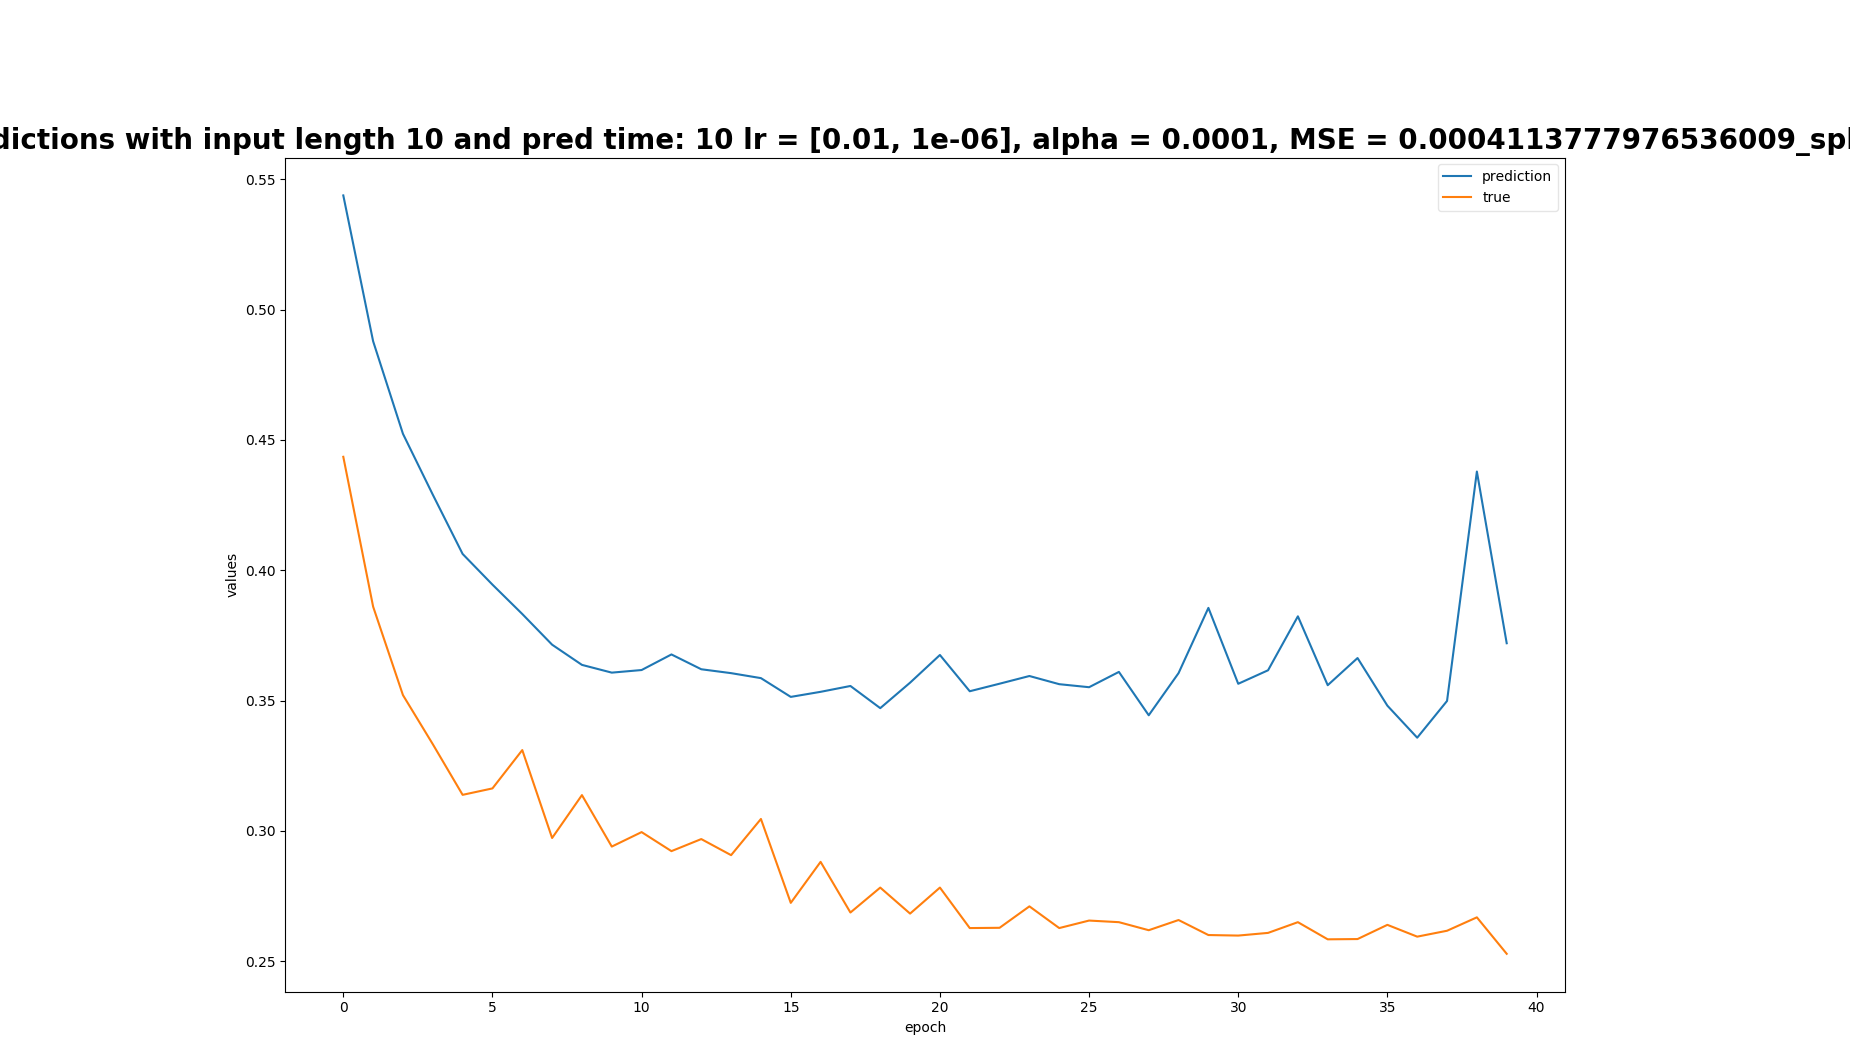 dictions with input length 10 and pred time: 10 lr = [0.01, 1e-06], alpha = 0.0001, MSE = 0.0004113777976536009_spl
prediction
true
0.55
0.50
0.45
0.40
0.35
0.30
0.25
values
0 5 10 15 20 25 30 35 40
epoch